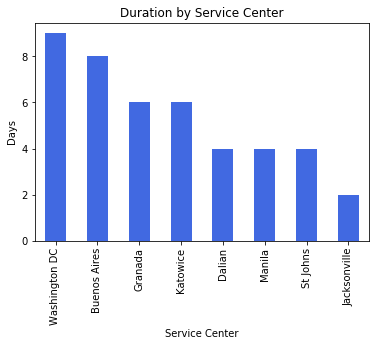 Duration by Service Center
Days
8
6
4
2
0
Washington DC
Buenos Aires
Granada
Katowice
Dalian
Manila
St Johns
Jacksonville
Service Center